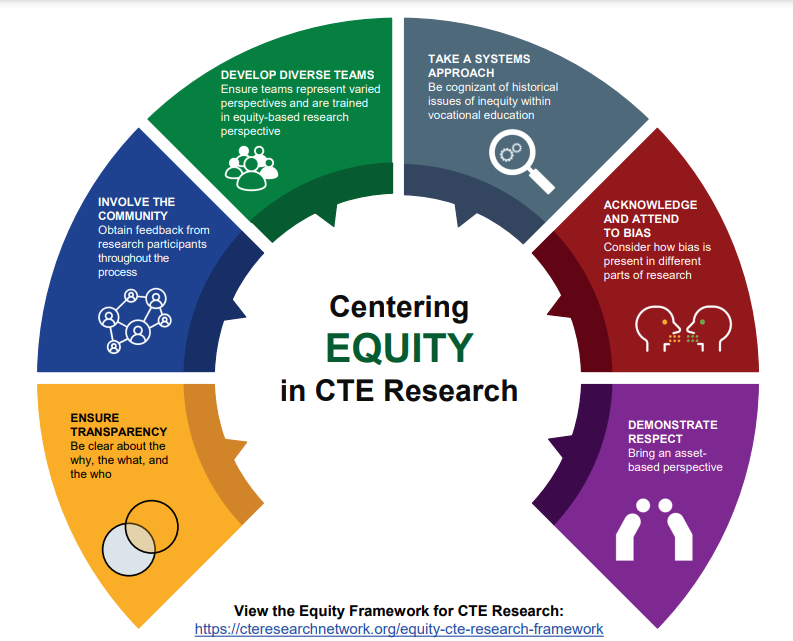 DEVELOP DIVERSE TEAMS
Ensure teams represent varied
perspectives and are trained
in equity-based research
perspective
TAKE A SYSTEMS
APPROACH
Be cognizant of historical
issues of inequity within
vocational education
INVOLVE THE
COMMUNITY
Obtain feedback from
research participants
throughout the
process
ACKNOWLEDGE
AND ATTEND
TO BIAS
Consider how bias is
present in different
parts of research
Centering
EQUITY
in CTE Research
ENSURE
TRANSPARENCY
Be clear about the
why, the what, and
the who
DEMONSTRATE
RESPECT
Bring an asset-
based perspective
View the Equity Framework for CTE Research:
https://cteresearchnetwork.org/equity-cte-research-framework